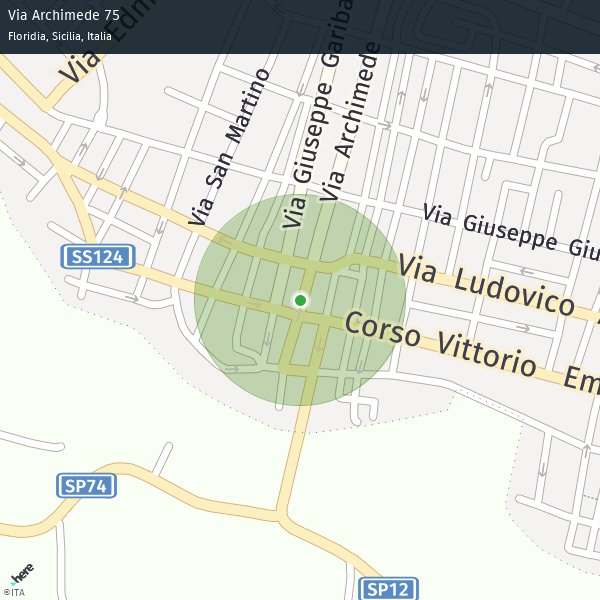 Via Archimede 75
Floridia, Sicilia, Italia
Via Edm
Via San Martino
Via Giuseppe Gariba
Via Archimede
Via Giuseppe Giu
SS124
Via Ludovico A
Corso Vittorio Em
SP74
SP12
here
©ITA